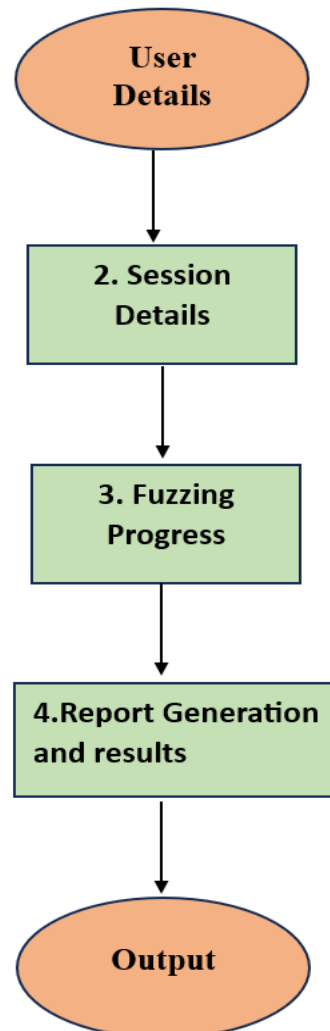 User
Details
2. Session
Details
3. Fuzzing
Progress
4.Report Generation
and results
Output